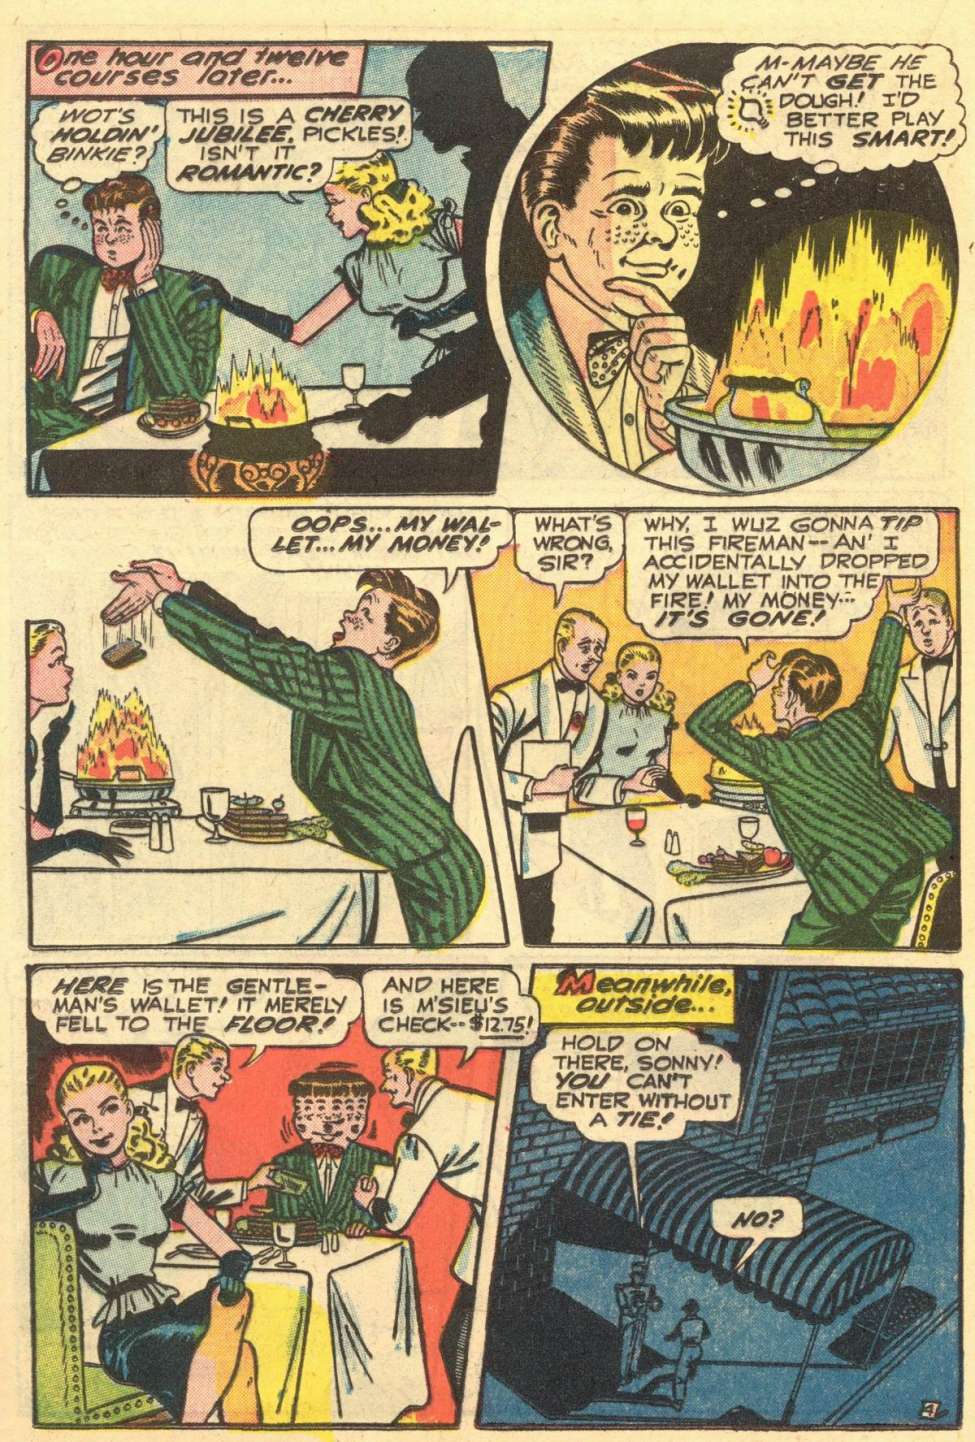 One hour and twelve
courses later...
WOT'S
HOLDIN'
BINKIE?
THIS IS A CHERRY
JUBILEE, PICKLES!
ISN'T IT
ROMANTIC?
M-MAYBE HE
CAN'T GET THE
DOUGH! I'D
BETTER PLAY
THIS SMART!
OOPS...MY WAL-
LET...MY MONEY!
WHAT'S
WRONG,
SIR?
WHY, I WUZ GONNA TIP
THIS FIREMAN--AN' I
ACCIDENTALLY DROPPED
MY WALLET INTO THE
FIRE! MY MONEY--
IT'S GONE!
HERE IS THE GENTLE-
MAN'S WALLET! IT MERELY
FELL TO THE FLOOR!
AND HERE
IS M'SIEU'S
CHECK--$12.75!
Meanwhile,
outside...
HOLD ON
THERE, SONNY!
YOU CAN'T
ENTER WITHOUT
A TIE!
NO?
4